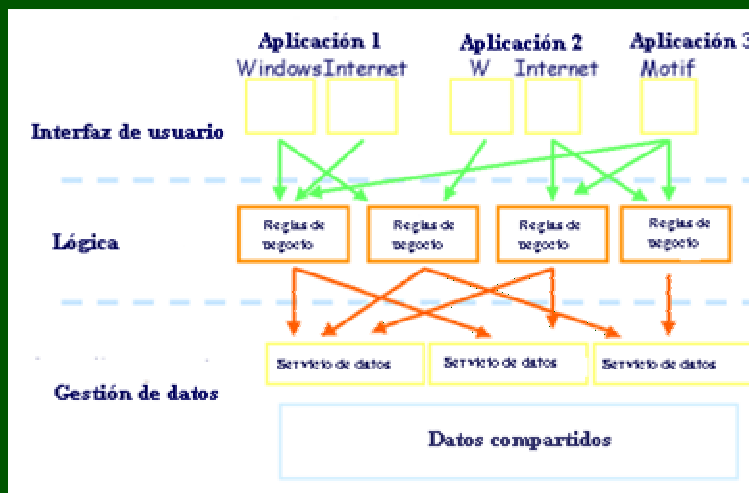 Aplicación 1 Aplicación 2 Aplicación 3
Windows Internet W Internet Motif
Interfaz de usuario
Lógica
Reglas de Reglas de Reglas de Reglas de
negocio negocio negocio negocio
Servicio de datos Servicio de datos Servicio de datos
Gestión de datos
Datos compartidos